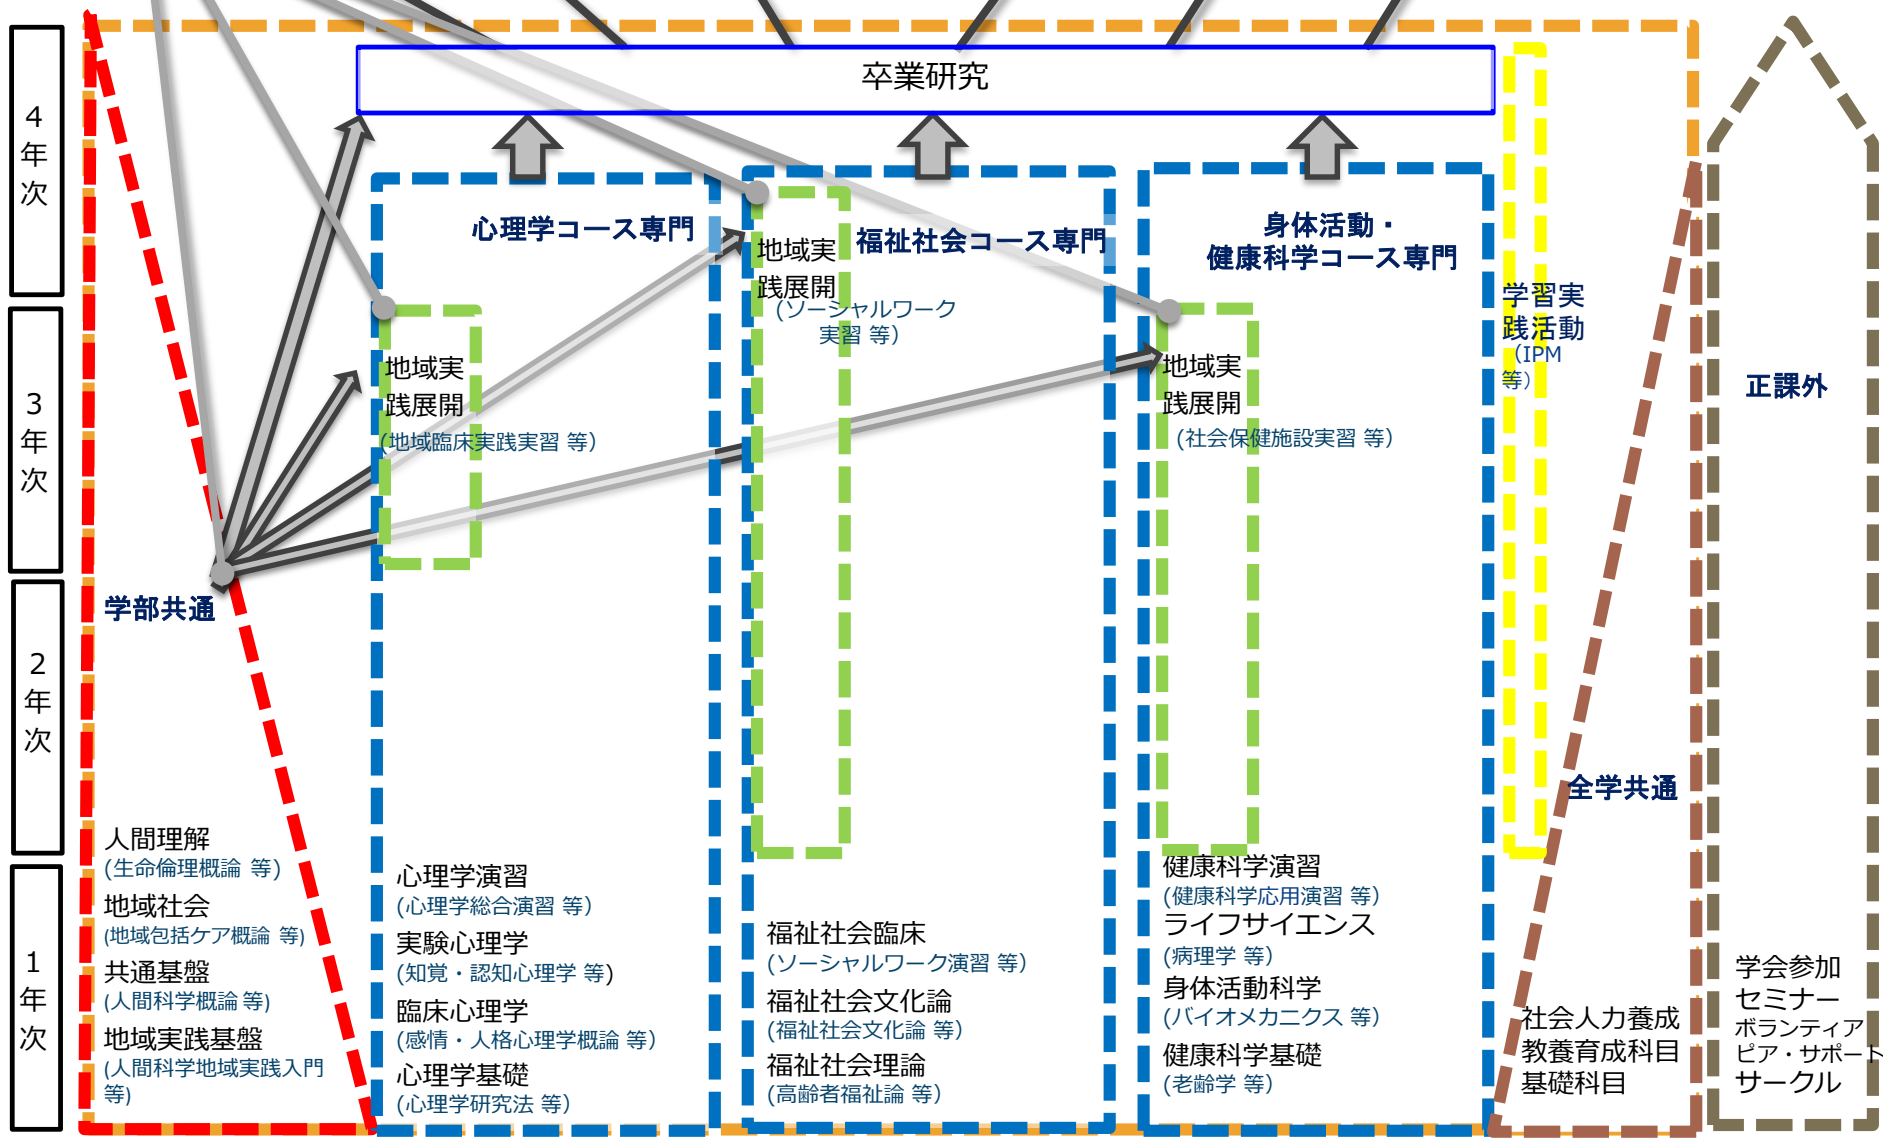 卒業研究
4
年
次
3
年
次
2
年
次
1
年
次
学部共通
人間理解
(生命倫理概論 等)
地域社会
(地域包括ケア概論 等)
共通基盤
(人間科学概論 等)
地域実践基盤
(人間科学地域実践入門
等)
心理学コース専門
地域実
践展開
(地域臨床実践実習 等)
心理学演習
(心理学総合演習 等)
実験心理学
(知覚・認知心理学 等)
臨床心理学
(感情・人格心理学概論 等)
心理学基礎
(心理学研究法 等)
福祉社会コース専門
地域実
践展開
(ソーシャルワーク
実習 等)
福祉社会臨床
(ソーシャルワーク演習 等)
福祉社会文化論
(福祉社会文化論 等)
福祉社会理論
(高齢者福祉論 等)
身体活動・
健康科学コース専門
地域実
践展開
(社会保健施設実習 等)
健康科学演習
(健康科学応用演習 等)
ライフサイエンス
(病理学 等)
身体活動科学
(バイオメカニクス 等)
健康科学基礎
(老齢学 等)
学習実
践活動
(IPM
等)
全学共通
社会人力養成
教養育成科目
基礎科目
正課外
学会参加
セミナー
ボランティア
ピア・サポート
サークル